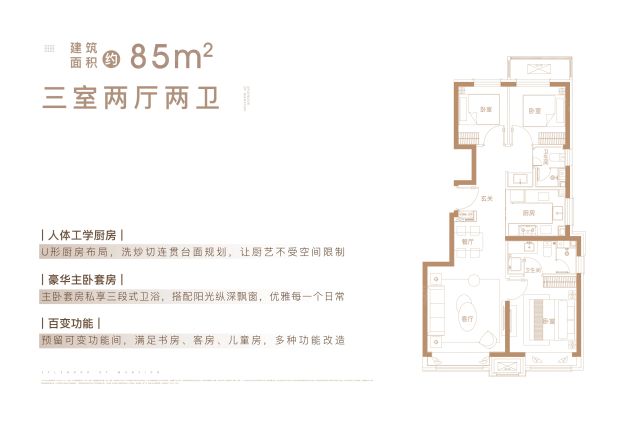 建筑面积 约 85m²
三室两厅两卫
| 人体工学厨房 |
U形厨房布局，洗炒切连贯台面规划，让厨艺不受空间限制
| 豪华主卧套房 |
主卧套房私享三段式卫浴，搭配阳光纵深飘窗，优雅每一个日常
| 百变功能 |
预留可变功能间，满足书房、客房、儿童房，多种功能改造
卧室
卧室
卫生间
玄关
厨房
餐厅
卫生间
客厅
卧室